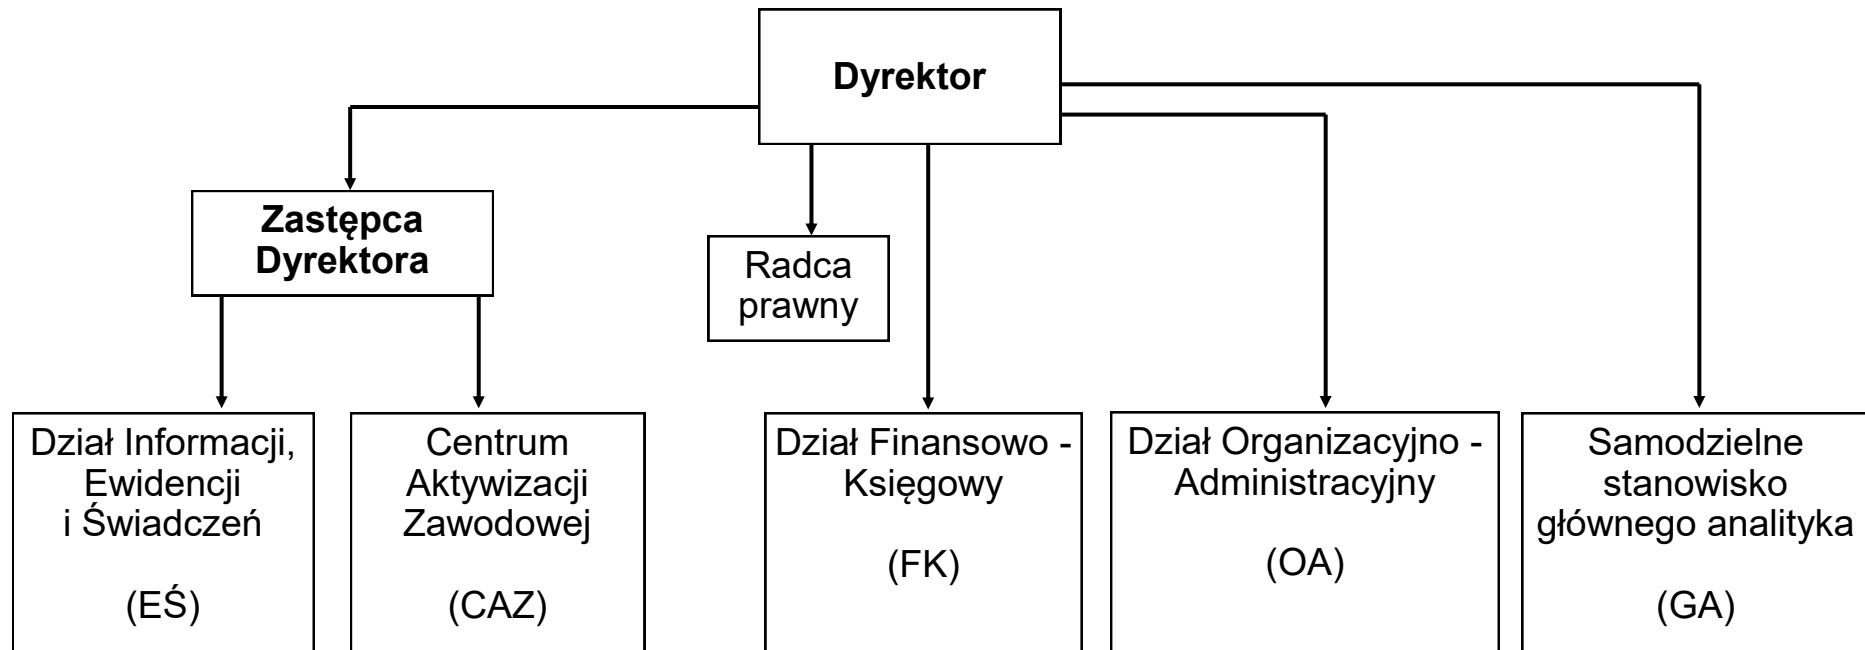 Dyrektor
Zastępca
Dyrektora
Radca
prawny
Dział Informacji,
Ewidencji
i Świadczeń
(EŚ)
Centrum
Aktywizacji
Zawodowej
(CAZ)
Dział Finansowo -
Księgowy
(FK)
Dział Organizacyjno -
Administracyjny
(OA)
Samodzielne
stanowisko
głównego analityka
(GA)